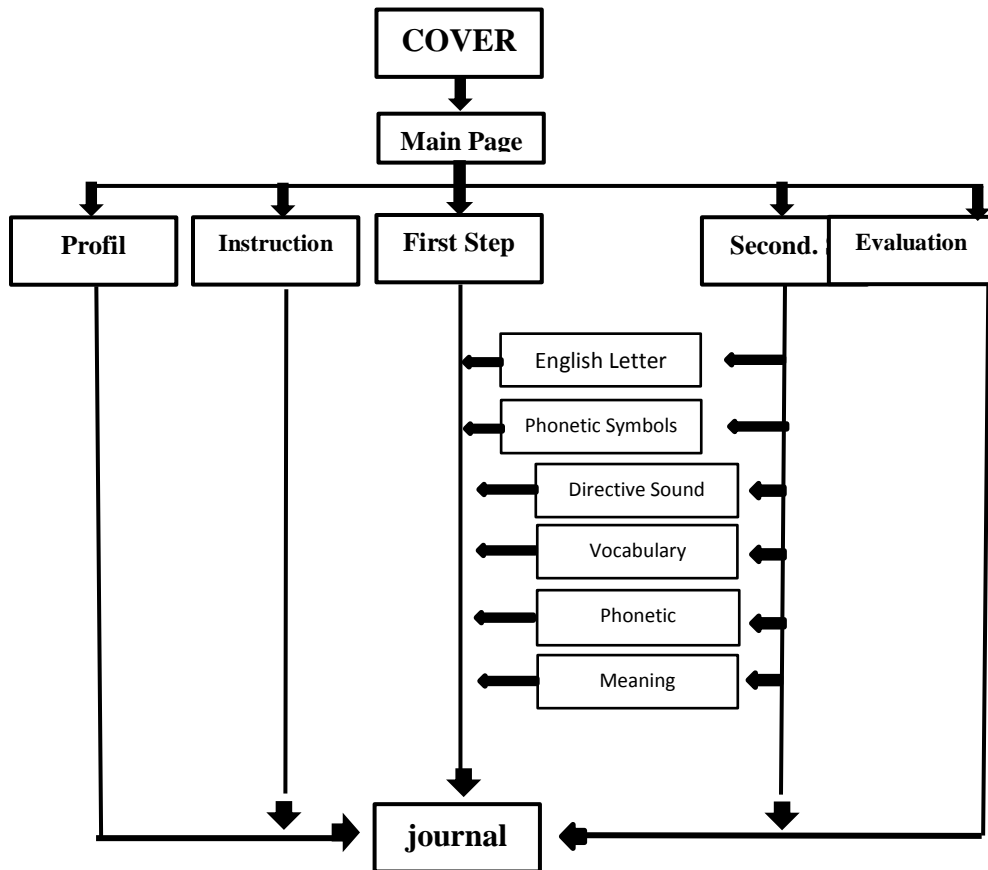 COVER
Main Page
Profil
Instruction
First Step
Second.
Evaluation
English Letter
Phonetic Symbols
Directive Sound
Vocabulary
Phonetic
Meaning
journal